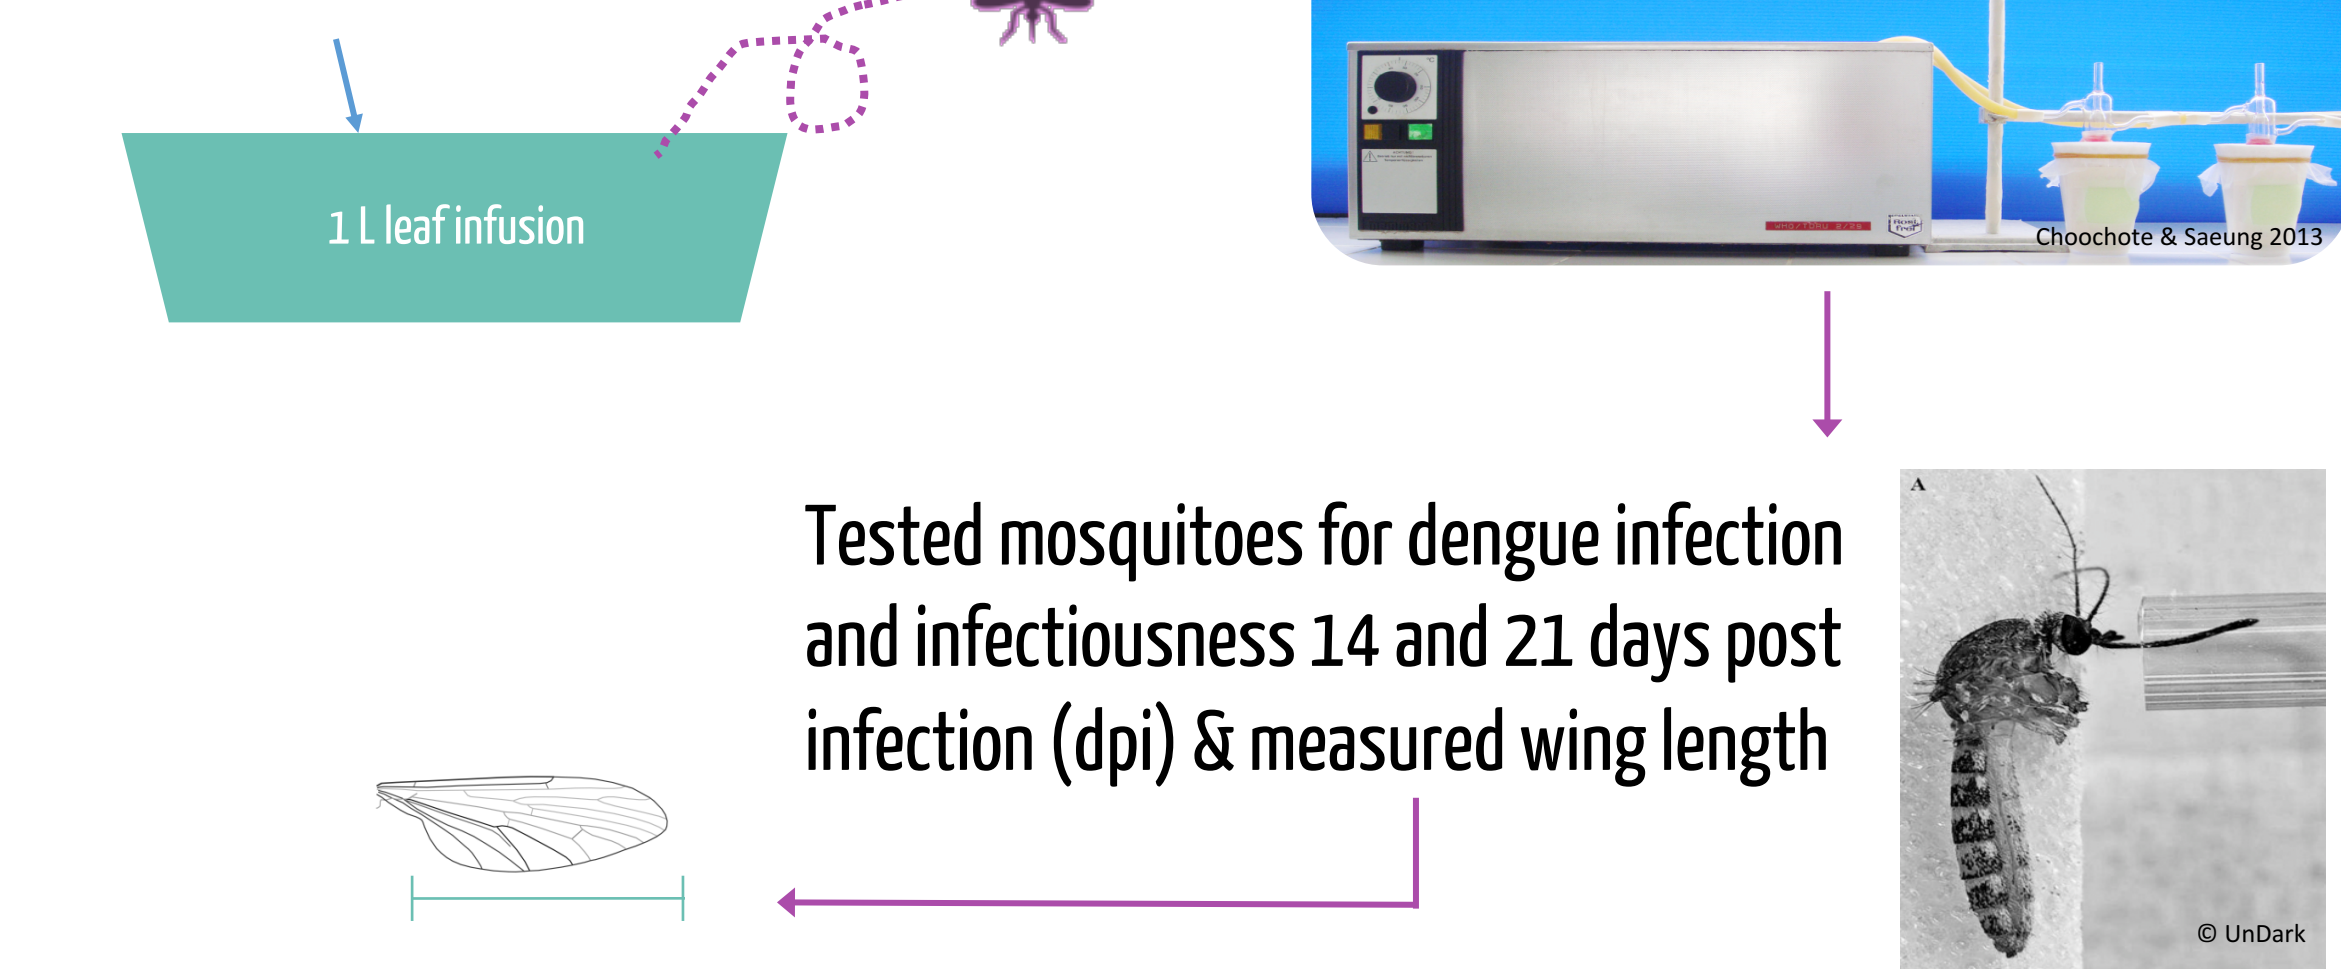 1 L leaf infusion
Choochote & Saeung 2013
Tested mosquitoes for dengue infection
and infectiousness 14 and 21 days post
infection (dpi) & measured wing length
A
© UnDark